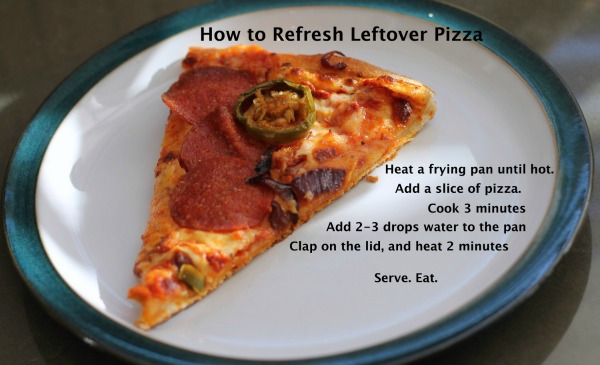 How to Refresh Leftover Pizza
Heat a frying pan until hot.
Add a slice of pizza.
Cook 3 minutes
Add 2-3 drops water to the pan
Clap on the lid, and heat 2 minutes
Serve. Eat.